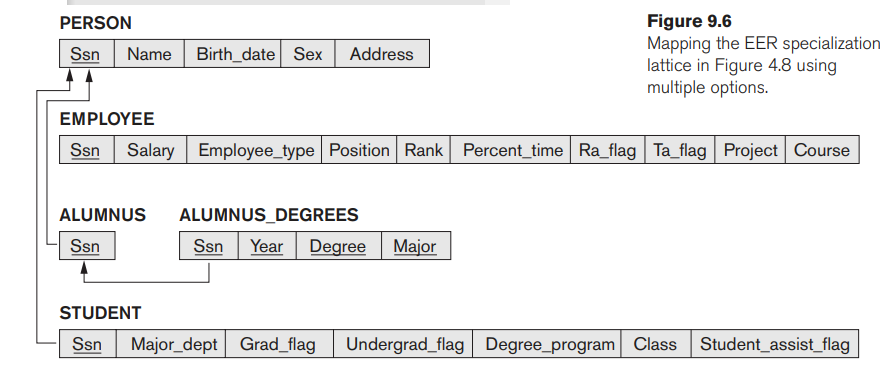 PERSON
Ssn Name Birth_date Sex Address
Figure 9.6
Mapping the EER specialization
lattice in Figure 4.8 using
multiple options.
EMPLOYEE
Ssn Salary Employee_type Position Rank Percent_time Ra_flag Ta_flag Project Course
ALUMNUS ALUMNUS_DEGREES
Ssn Ssn Year Degree Major
STUDENT
Ssn Major_dept Grad_flag Undergrad_flag Degree_program Class Student_assist_flag